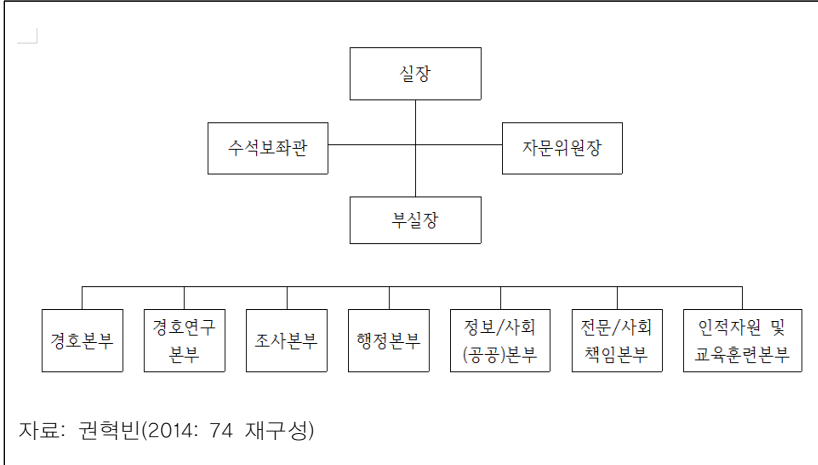 실장
수석보좌관
자문위원장
부실장
경호본부
경호연구
본부
조사본부
행정본부
정보/사회
(공공)본부
전문/사회
책임본부
인적자원 및
교육훈련본부
자료: 권혁빈(2014: 74 재구성)